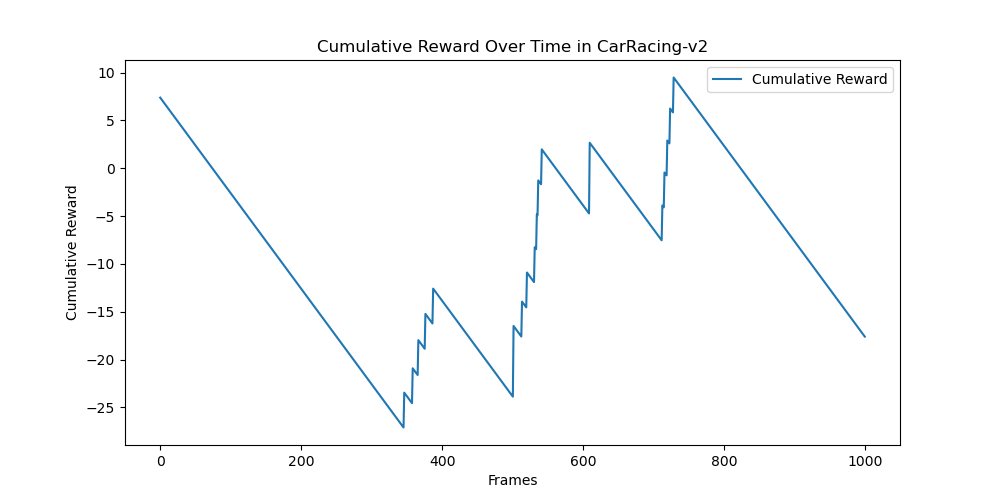 Cumulative Reward Over Time in CarRacing-v2
Cumulative Reward
10
5
0
−5
−10
−15
−20
−25
Cumulative Reward
0 200 400 600 800 1000
Frames